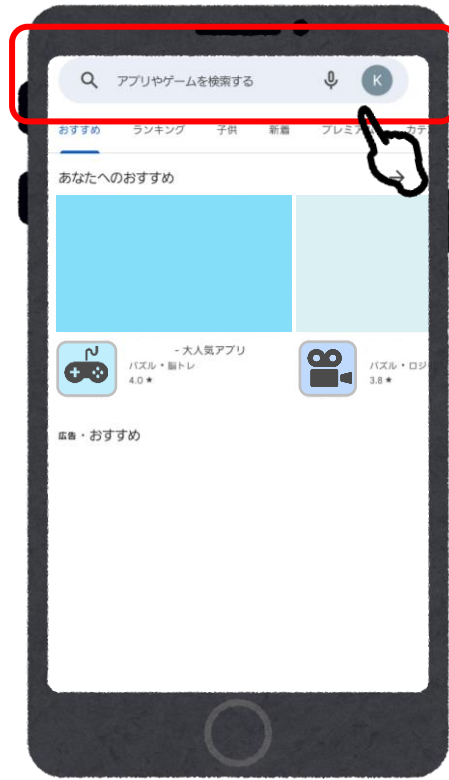 アプリやゲームを検索する K
おすすめ ランキング 子供 新着 プレミア カテ
あなたへのおすすめ
- 大人気アプリ
パズル・脳トレ
4.0 ★
パズル・ロジ
3.8 ★
広告・おすすめ